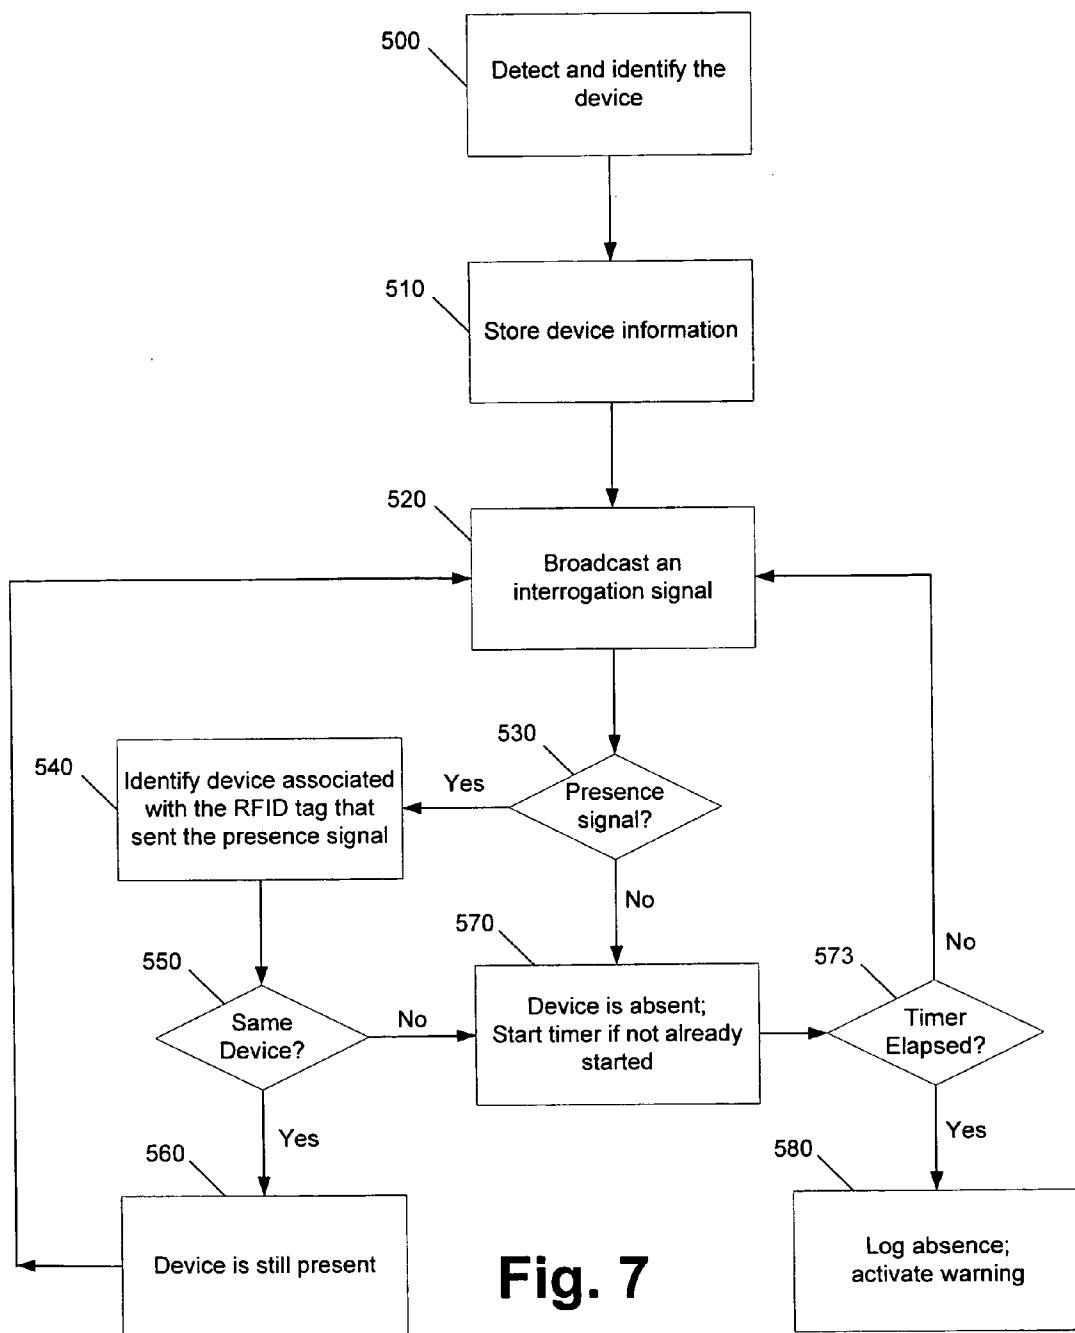 500
Detect and identify the
device
510
Store device information
520
Broadcast an
interrogation signal
530
Presence
signal?
Yes
No
540
Identify device associated
with the RFID tag that
sent the presence signal
550
Same
Device?
No
Yes
570
Device is absent;
Start timer if not already
started
573
Timer
Elapsed?
No
Yes
560
Device is still present
580
Log absence;
activate warning
Fig. 7